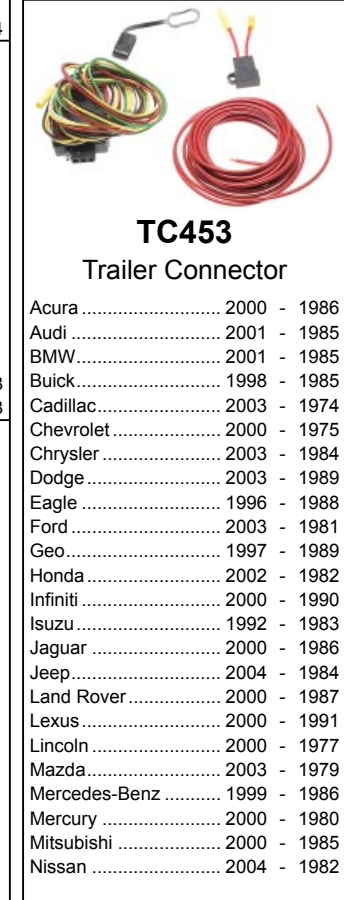 4
3
3
TC453
Trailer Connector
Acura ........................... 2000 - 1986
Audi ........................... 2001 - 1985
BMW............................ 2001 - 1985
Buick............................ 1998 - 1985
Cadillac........................ 2003 - 1974
Chevrolet ..................... 2000 - 1975
Chrysler ....................... 2003 - 1984
Dodge.......................... 2003 - 1989
Eagle ........................... 1996 - 1988
Ford ............................. 2003 - 1981
Geo.............................. 1997 - 1989
Honda .......................... 2002 - 1982
Infiniti ........................... 2000 - 1990
Isuzu ............................ 1992 - 1983
Jaguar ......................... 2000 - 1986
Jeep............................. 2004 - 1984
Land Rover.................. 2000 - 1987
Lexus ........................... 2000 - 1991
Lincoln ......................... 2000 - 1977
Mazda.......................... 2003 - 1979
Mercedes-Benz ........... 1999 - 1986
Mercury ....................... 2000 - 1980
Mitsubishi .................... 2000 - 1985
Nissan ......................... 2004 - 1982